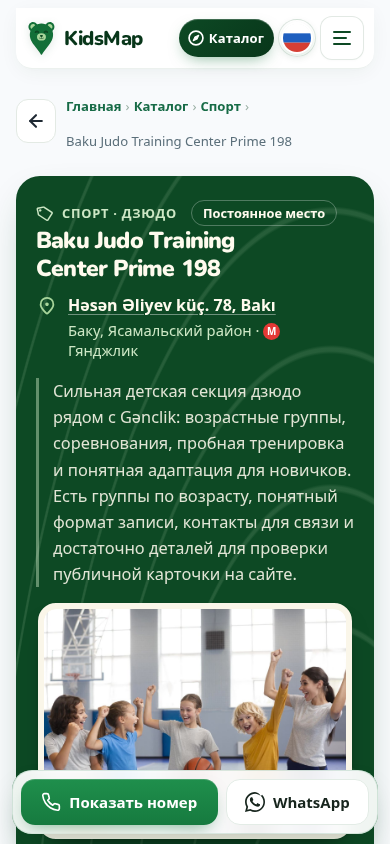 KidsMap
Каталог
Главная › Каталог › Спорт ›
Baku Judo Training Center Prime 198
СПОРТ · ДЗЮДО
Постоянное место
Baku Judo Training
Center Prime 198
Həsən Əliyev küç. 78, Bakı
Баку, Ясамальский район · M
Гянджлик
Сильная детская секция дзюдо
рядом с Gənclik: возрастные группы,
соревнования, пробная тренировка
и понятная адаптация для новичков.
Есть группы по возрасту, понятный
формат записи, контакты для связи и
достаточно деталей для проверки
публичной карточки на сайте.
Показать номер
WhatsApp